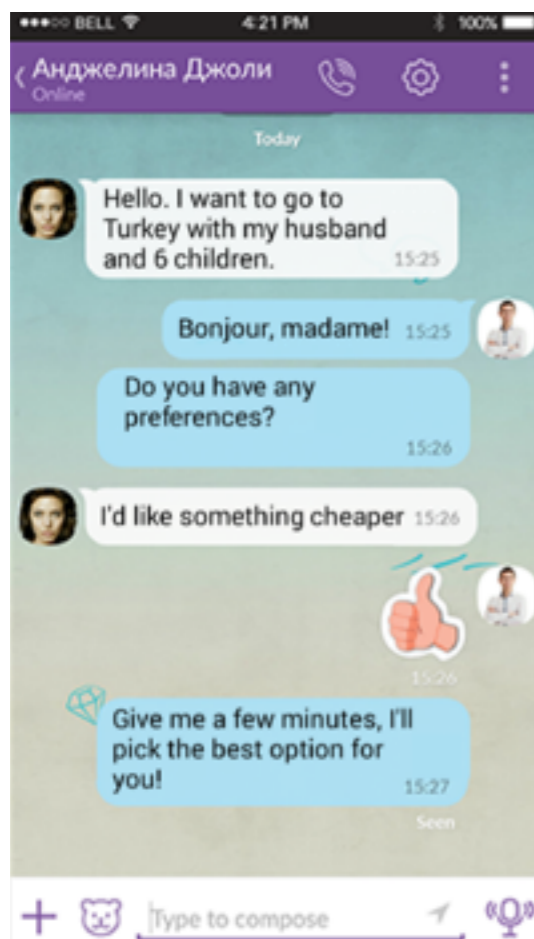 BELL 4:21 PM 100%
Анджелина Джоли
Online
Today
Hello. I want to go to
Turkey with my husband
and 6 children. 15:25
Bonjour, madame! 15:25
Do you have any
preferences?
15:26
I'd like something cheaper 15:26
15:26
Give me a few minutes, I'll
pick the best option for
you! 15:27
Seen
Type to compose